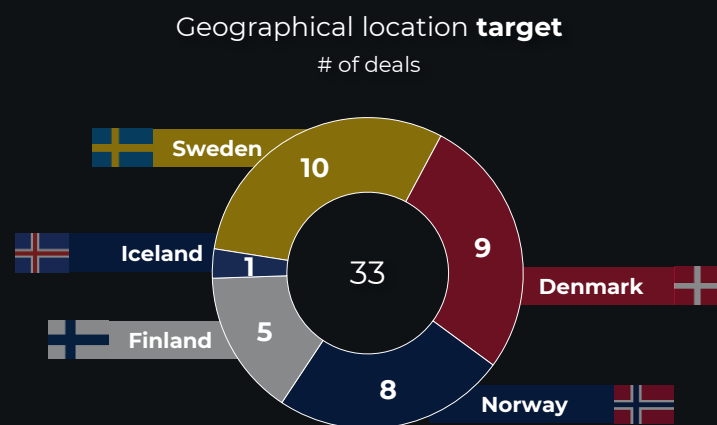 Geographical location target
# of deals
Sweden
10
9
Iceland
1
33
Denmark
Finland
5
8
Norway